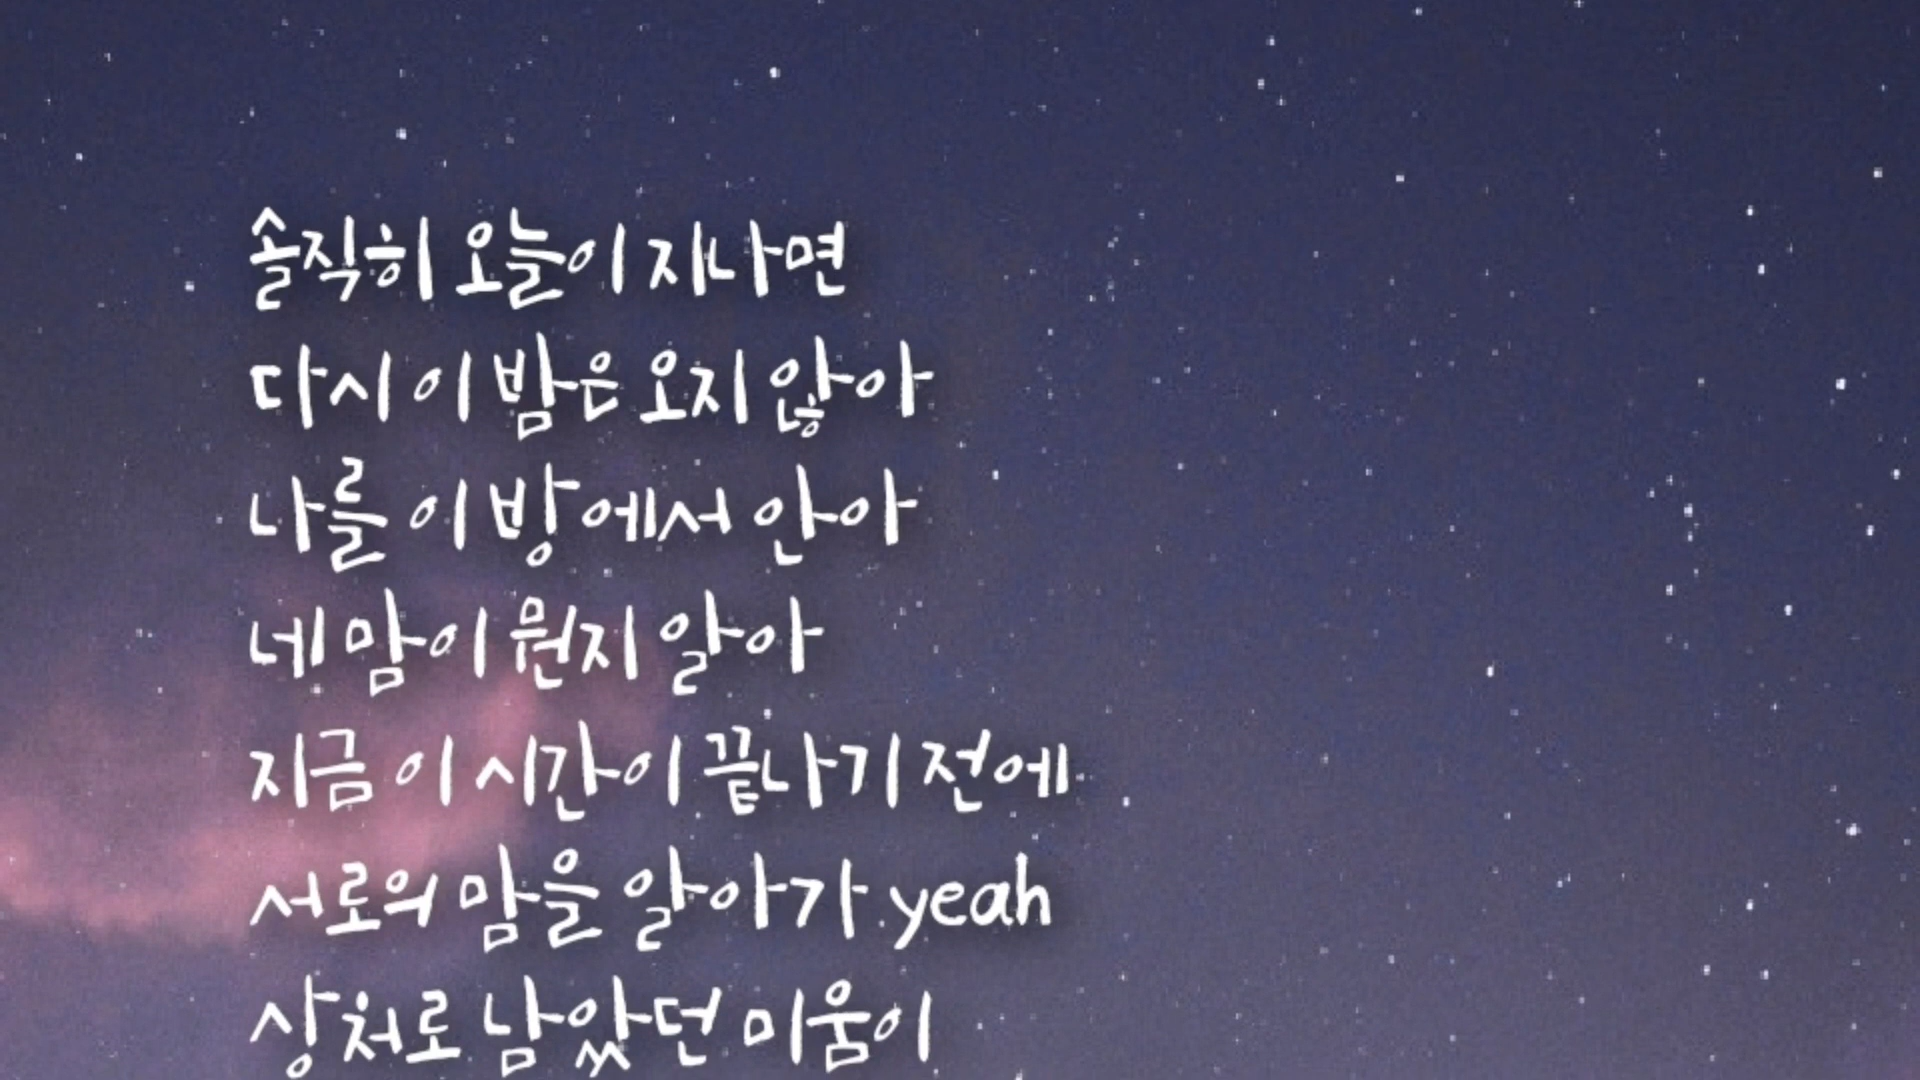 솔직히 오늘이 지나면
다시 이 밤은 오지 않아
나를 이 방에서 안아
네 맘이 뭔지 알아
지금 이 시간이 끝나기 전에
서로의 맘을 알아가 yeah
상처로 남았던 미움이